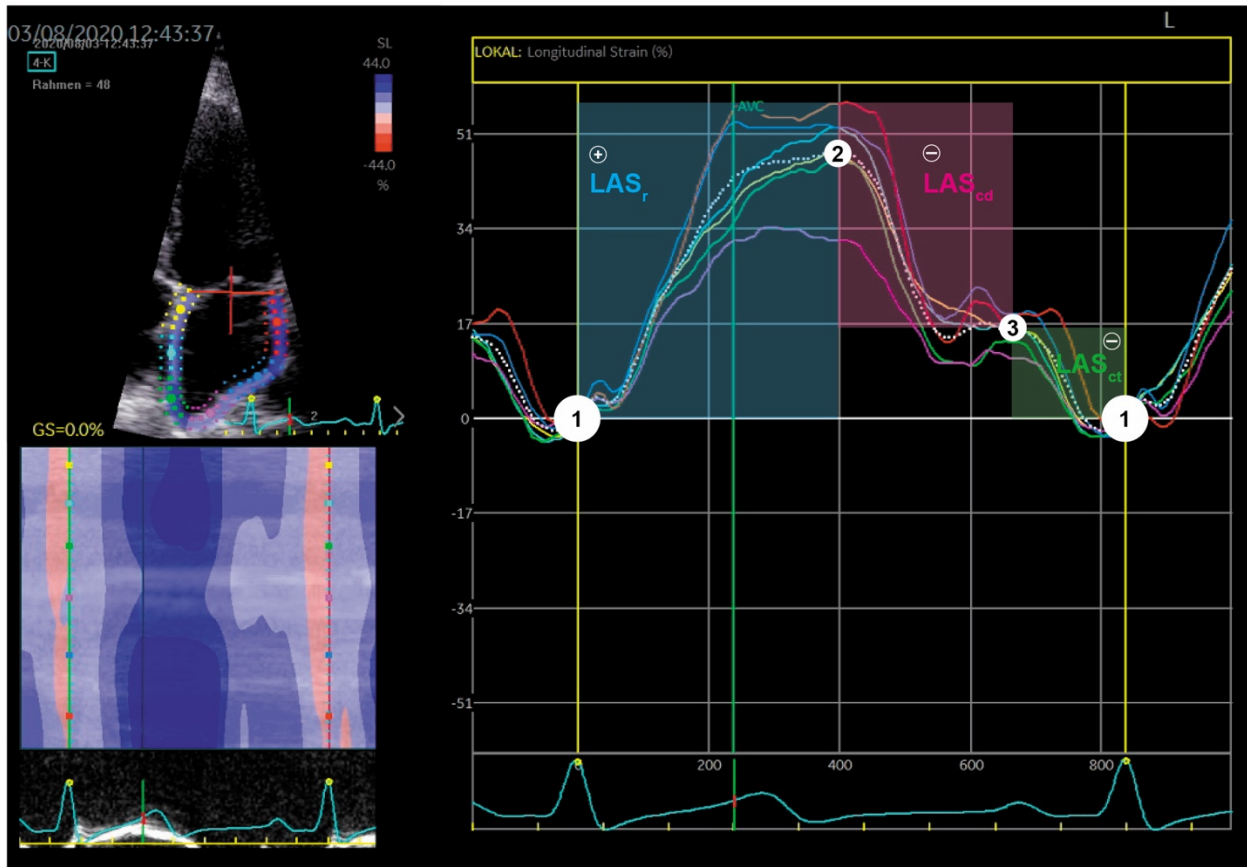 03/08/2020 12:43:37
2020/08/03-12:43:37
4-K
Rahmen = 48
SL
44.0
-44.0
%
GS=0.0%
2
L
LOKAL: Longitudinal Strain (%)
AVC
51
34
17
0
-17
-34
-51
+
LASr
−
LAScd
−
LASct
1
2
3
1
0
200
400
600
800